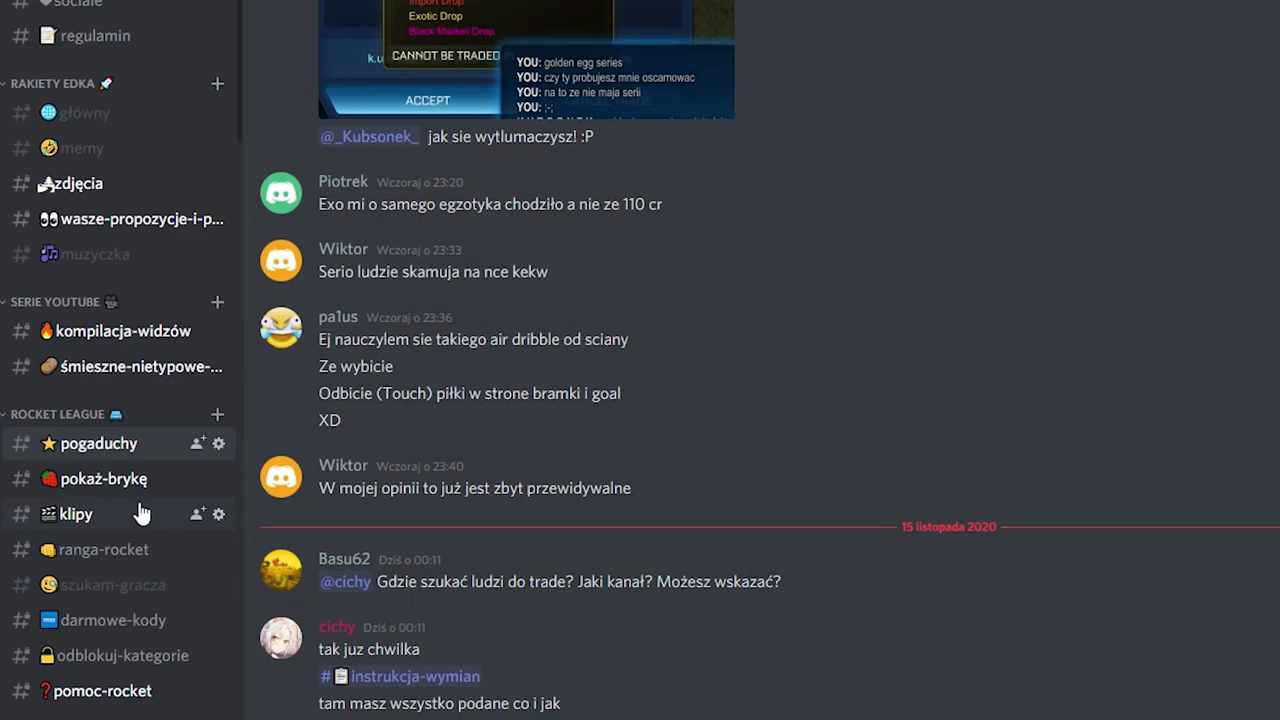 sociale
regulamin
RAKIETY EDKA
główny
memy
zdjęcia
wasze-propozycje-i-p...
muzyczka
SERIE YOUTUBE
kompilacja-widzów
śmieszne-nietypowe-...
ROCKET LEAGUE
pogaduchy
pokaż-brykę
klipy
ranga-rocket
szukam-gracza
darmowe-kody
odblokuj-kategorie
pomoc-rocket
Import Drop
Exotic Drop
Black Market Drop
CANNOT BE TRADED
k.u
ACCEPT
YOU: golden egg series
YOU: czy ty probujesz mnie oscamowac
YOU: na to ze nie maja serii
YOU: ;-;
@_Kubsonek_ jak sie wytlumaczysz! :P
Piotrek Wczoraj o 23:20
Exo mi o samego egzotyka chodziło a nie ze 110 cr
Wiktor Wczoraj o 23:33
Serio ludzie skamuja na nce kekw
pa1us Wczoraj o 23:36
Ej nauczylem sie takiego air dribble od sciany
Ze wybicie
Odbicie (Touch) piłki w strone bramki i goal
XD
Wiktor Wczoraj o 23:40
W mojej opinii to już jest zbyt przewidywalne
15 listopada 2020
Basu62 Dziś o 00:11
@cichy Gdzie szukać ludzi do trade? Jaki kanał? Możesz wskazać?
cichy Dziś o 00:11
tak juz chwilka
#instrukcja-wymian
tam masz wszystko podane co i jak